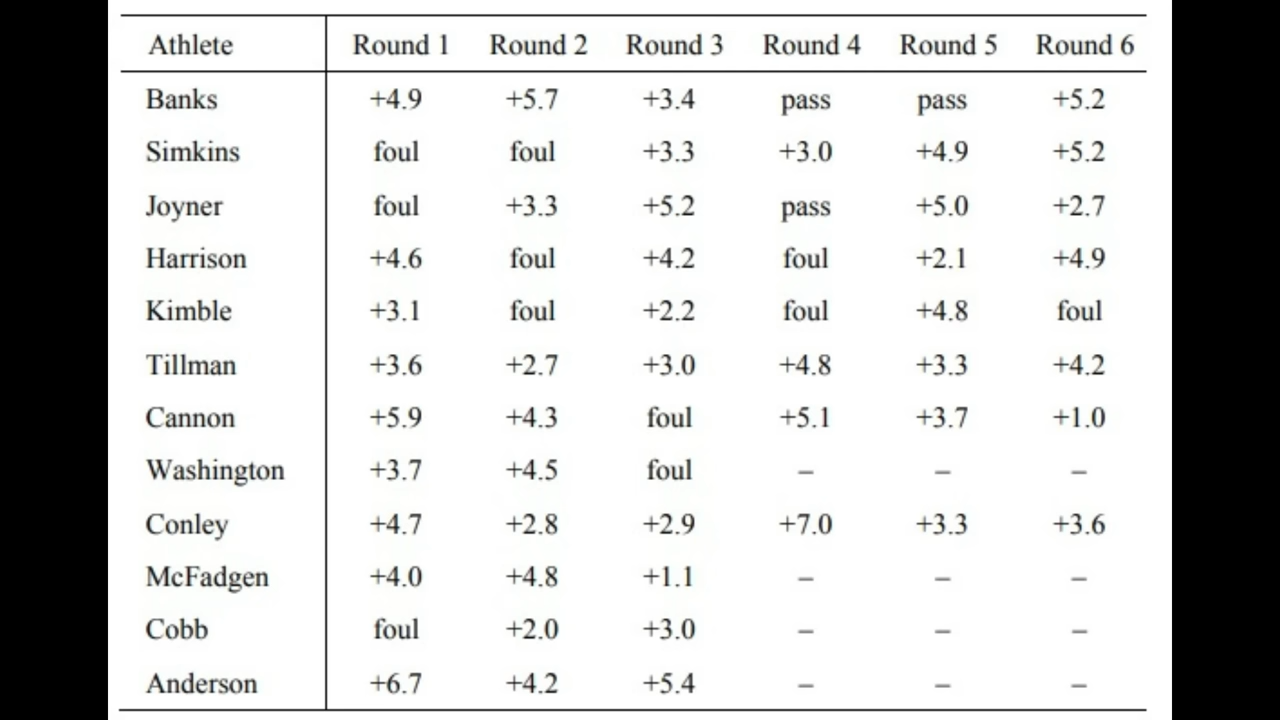 Athlete Round 1 Round 2 Round 3 Round 4 Round 5 Round 6
Banks +4.9 +5.7 +3.4 pass pass +5.2
Simkins foul foul +3.3 +3.0 +4.9 +5.2
Joyner foul +3.3 +5.2 pass +5.0 +2.7
Harrison +4.6 foul +4.2 foul +2.1 +4.9
Kimble +3.1 foul +2.2 foul +4.8 foul
Tillman +3.6 +2.7 +3.0 +4.8 +3.3 +4.2
Cannon +5.9 +4.3 foul +5.1 +3.7 +1.0
Washington +3.7 +4.5 foul – – –
Conley +4.7 +2.8 +2.9 +7.0 +3.3 +3.6
McFadgen +4.0 +4.8 +1.1 – – –
Cobb foul +2.0 +3.0 – – –
Anderson +6.7 +4.2 +5.4 – – –